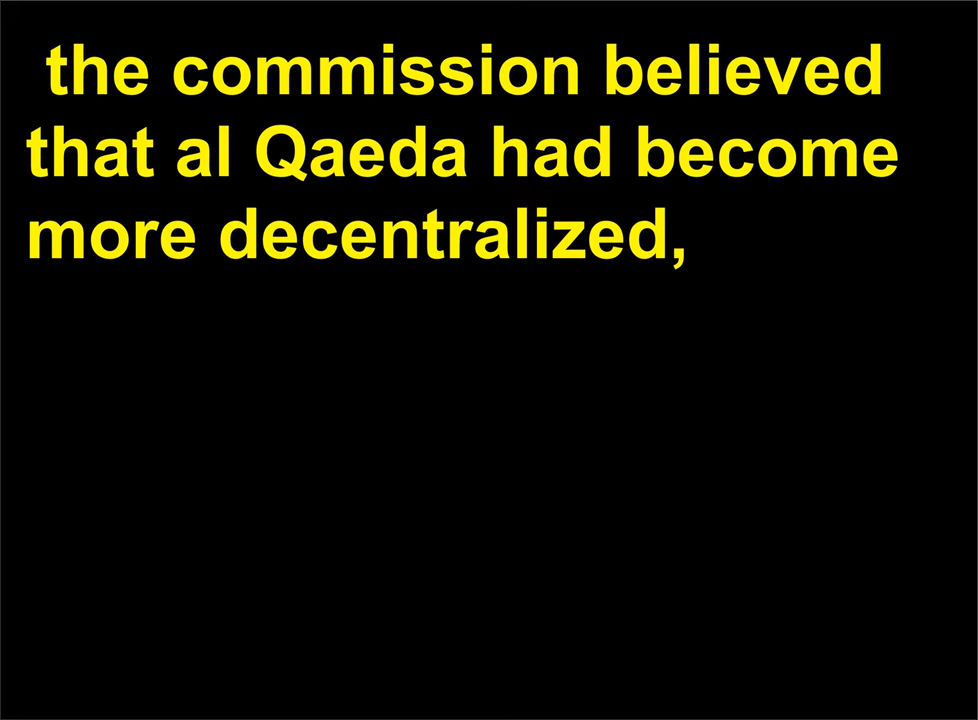 the commission believed
that al Qaeda had become
more decentralized,